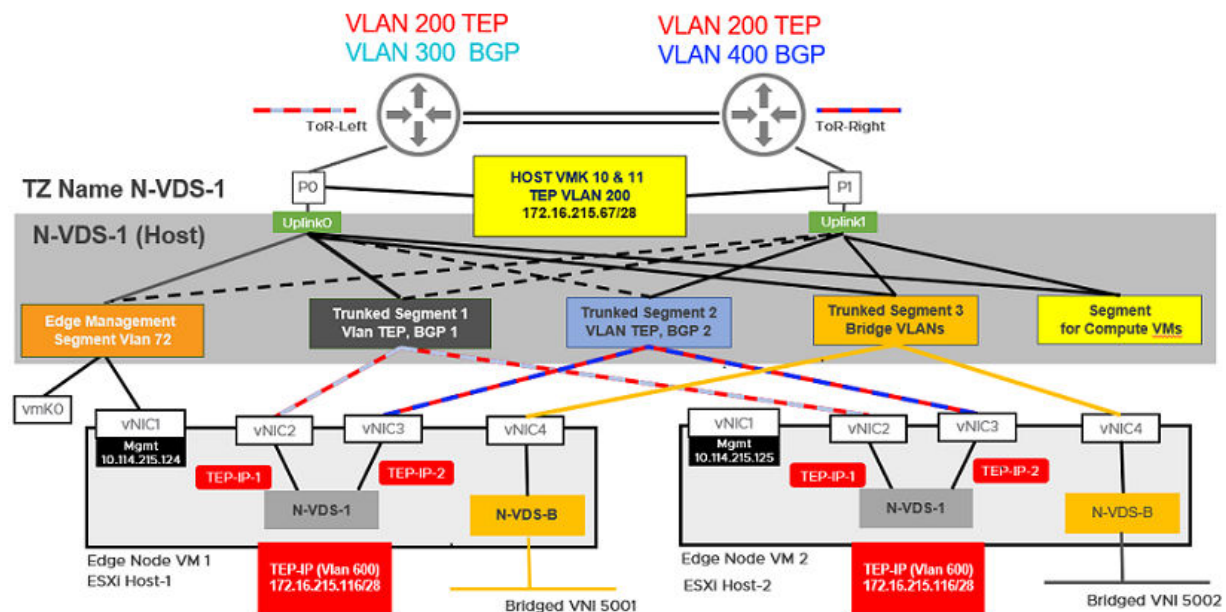 VLAN 200 TEP
VLAN 300 BGP
VLAN 200 TEP
VLAN 400 BGP
ToR-Left
ToR-Right
TZ Name N-VDS-1
P0
HOST VMK 10 & 11
TEP VLAN 200
172.16.215.67/28
P1
N-VDS-1 (Host)
Uplink0
Uplink1
Edge Management
Segment Vlan 72
Trunked Segment 1
Vlan TEP, BGP 1
Trunked Segment 2
VLAN TEP, BGP 2
Trunked Segment 3
Bridge VLANs
Segment
for Compute VMs
vmK0
vNIC1
Mgmt
10.114.215.124
vNIC2
vNIC3
vNIC4
TEP-IP-1
TEP-IP-2
N-VDS-1
N-VDS-B
Edge Node VM 1
ESXi Host-1
TEP-IP (Vlan 600)
172.16.215.116/28
Bridged VNI 5001
vNIC1
Mgmt
10.114.215.125
vNIC2
vNIC3
vNIC4
TEP-IP-1
TEP-IP-2
N-VDS-1
N-VDS-B
Edge Node VM 2
ESXi Host-2
TEP-IP (Vlan 600)
172.16.215.116/28
Bridged VNI 5002